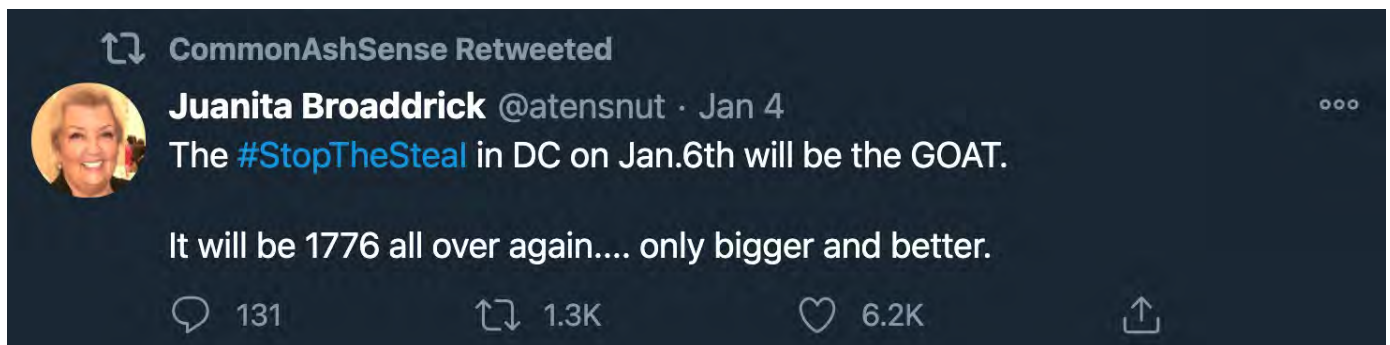 CommonAshSense Retweeted
Juanita Broaddrick @atensnut · Jan 4
The #StopTheSteal in DC on Jan.6th will be the GOAT.
It will be 1776 all over again.... only bigger and better.
131 1.3K 6.2K